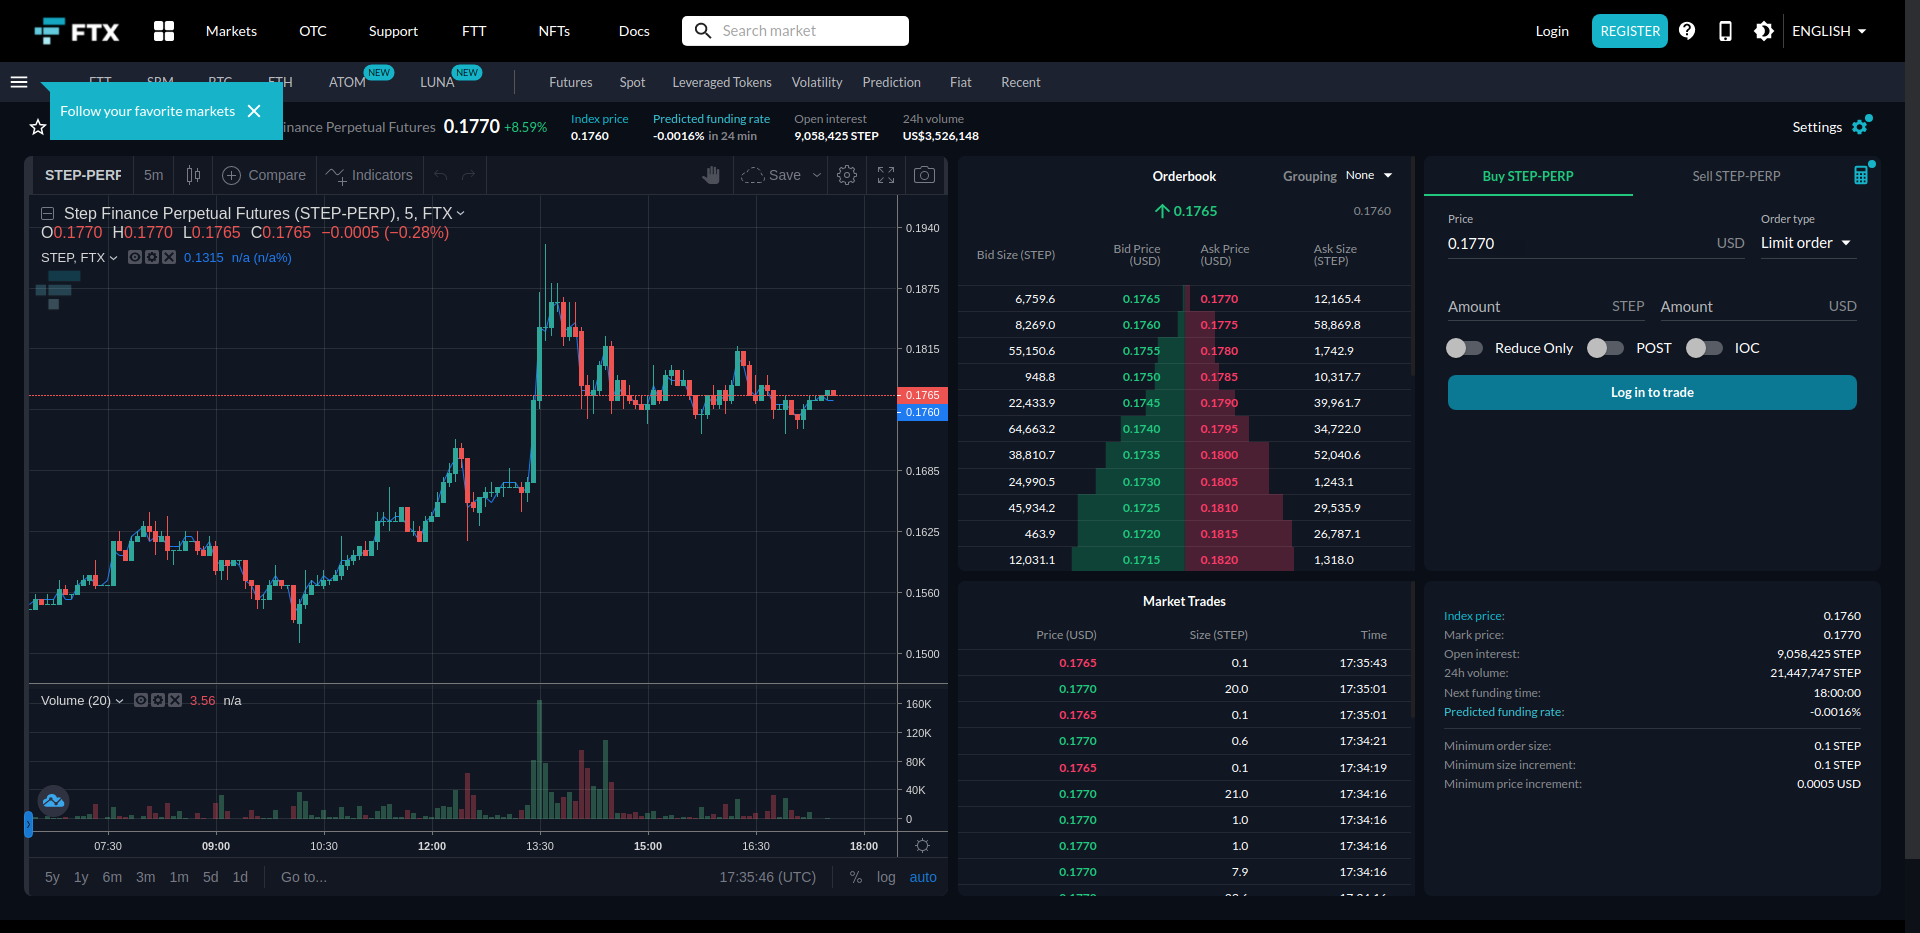 FTX Markets OTC Support FTT NFTs Docs Search market Login REGISTER ENGLISH
ATOM NEW LUNA NEW Futures Spot Leveraged Tokens Volatility Prediction Fiat Recent
Follow your favorite markets
inance Perpetual Futures 0.1770 +8.59%
Index price
0.1760
Predicted funding rate
-0.0016% in 24 min
Open interest
9,058,425 STEP
24h volume
US$3,526,148
Settings
STEP-PERP 5m Compare Indicators Save
Step Finance Perpetual Futures (STEP-PERP), 5, FTX
O0.1770 H0.1770 L0.1765 C0.1765 −0.0005 (−0.28%)
STEP, FTX 0.1315 n/a (n/a%)
0.1940
0.1875
0.1815
0.1765
0.1760
0.1685
0.1625
0.1560
0.1500
Volume (20) 3.56 n/a
160K
120K
80K
40K
0
07:30 09:00 10:30 12:00 13:30 15:00 16:30 18:00
5y 1y 6m 3m 1m 5d 1d Go to... 17:35:46 (UTC) % log auto
Orderbook Grouping None
0.1765 0.1760
Bid Size (STEP) Bid Price (USD) Ask Price (USD) Ask Size (STEP)
6,759.6 0.1765 0.1770 12,165.4
8,269.0 0.1760 0.1775 58,869.8
55,150.6 0.1755 0.1780 1,742.9
948.8 0.1750 0.1785 10,317.7
22,433.9 0.1745 0.1790 39,961.7
64,663.2 0.1740 0.1795 34,722.0
38,810.7 0.1735 0.1800 52,040.6
24,990.5 0.1730 0.1805 1,243.1
45,934.2 0.1725 0.1810 29,535.9
463.9 0.1720 0.1815 26,787.1
12,031.1 0.1715 0.1820 1,318.0
Market Trades
Price (USD) Size (STEP) Time
0.1765 0.1 17:35:43
0.1770 20.0 17:35:01
0.1765 0.1 17:35:01
0.1770 0.6 17:34:21
0.1765 0.1 17:34:19
0.1770 21.0 17:34:16
0.1770 1.0 17:34:16
0.1770 1.0 17:34:16
0.1770 7.9 17:34:16
Buy STEP-PERP Sell STEP-PERP
Price Order type
0.1770 USD Limit order
Amount STEP Amount USD
Reduce Only POST IOC
Log in to trade
Index price: 0.1760
Mark price: 0.1770
Open interest: 9,058,425 STEP
24h volume: 21,447,747 STEP
Next funding time: 18:00:00
Predicted funding rate: -0.0016%
Minimum order size: 0.1 STEP
Minimum size increment: 0.1 STEP
Minimum price increment: 0.0005 USD